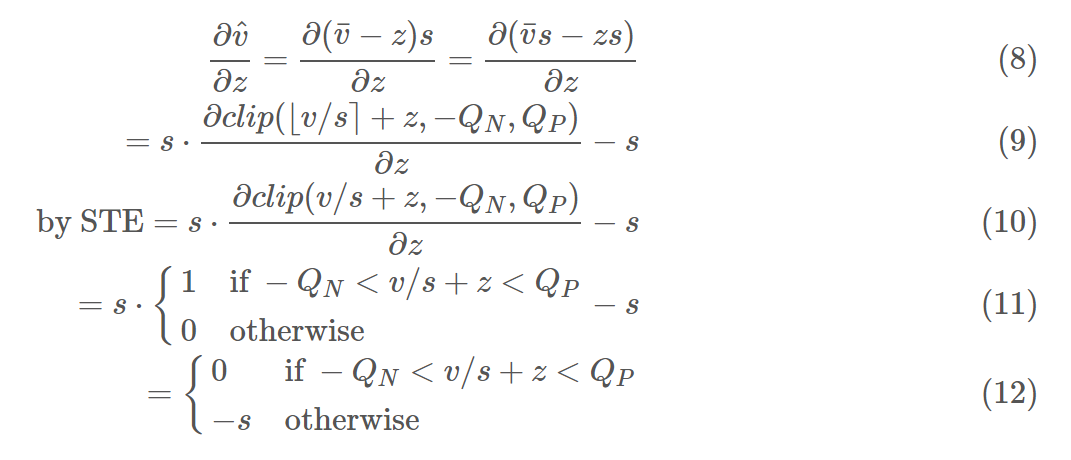 ∂v̂/∂z = ∂(v̄ − z)s/∂z = ∂(v̄s − zs)/∂z (8)
= s · ∂clip(⌊v/s⌉ + z, −Q_N, Q_P)/∂z − s (9)
by STE = s · ∂clip(v/s + z, −Q_N, Q_P)/∂z − s (10)
= s · { 1 if − Q_N < v/s + z < Q_P − s (11)
0 otherwise
= { 0 if − Q_N < v/s + z < Q_P (12)
−s otherwise